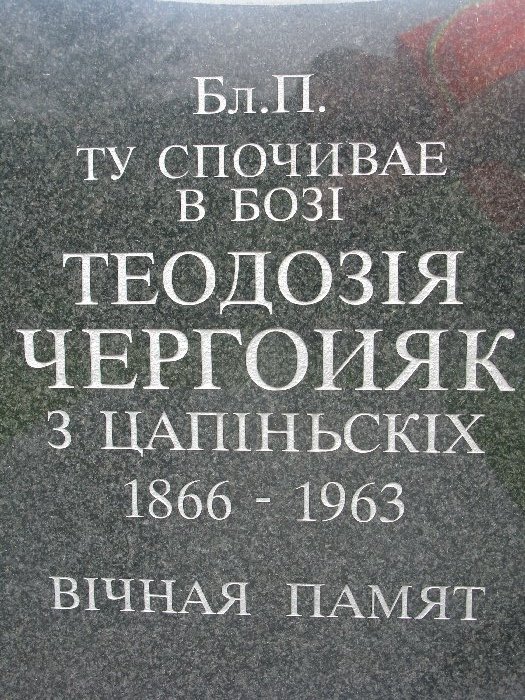 Бл.П.
ТУ СПОЧИВАЕ
В БОЗІ
ТЕОДОЗІЯ
ЧЕРГОИЯК
З ЦАПІНЬСКІХ
1866 - 1963
ВІЧНАЯ ПАМЯТ